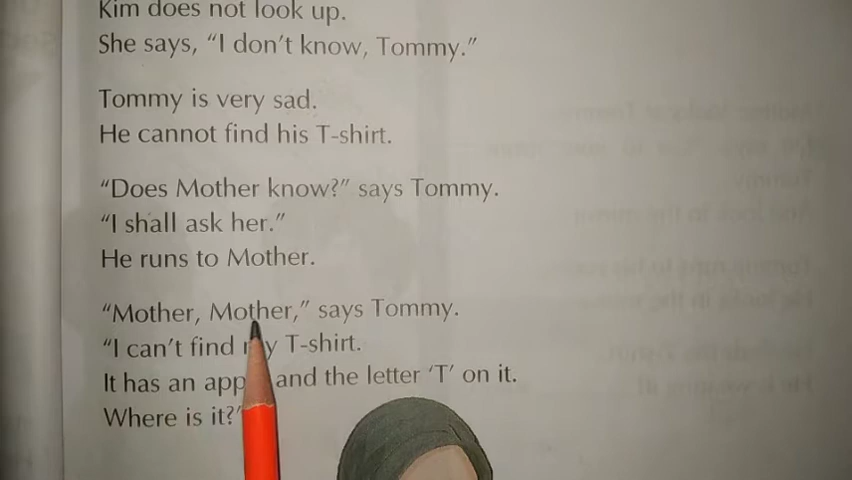 Kim does not look up.
She says, “I don’t know, Tommy.”
Tommy is very sad.
He cannot find his T-shirt.
“Does Mother know?” says Tommy.
“I shall ask her.”
He runs to Mother.
“Mother, Mother,” says Tommy.
“I can’t find my T-shirt.
It has an apple and the letter ‘T’ on it.
Where is it?”